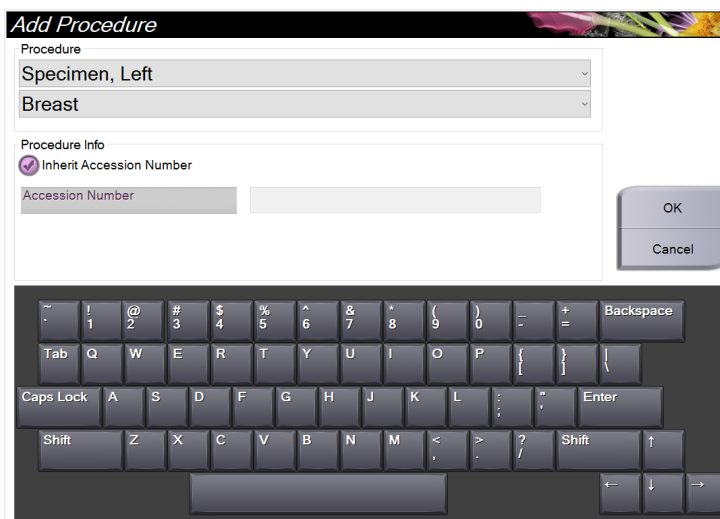 Add Procedure
Procedure
Specimen, Left
Breast
Procedure Info
Inherit Accession Number
Accession Number
OK
Cancel
~ ! @ # $ % ^ & * ( ) _ + Backspace
` 1 2 3 4 5 6 7 8 9 0 - =
Tab Q W E R T Y U I O P { } |
[ ] \
Caps Lock A S D F G H J K L : " Enter
; '
Shift Z X C V B N M < > ? Shift ↑
, . /
← ↓ →